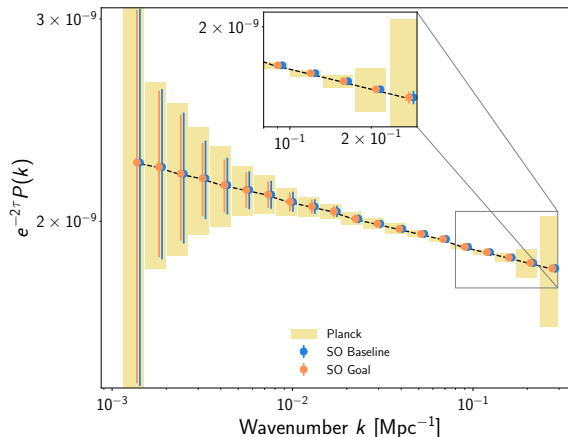 3 × 10⁻⁹
2 × 10⁻⁹
e⁻²ᵗ P(k)
2 × 10⁻⁹
10⁻¹ 2 × 10⁻¹
Planck
SO Baseline
SO Goal
10⁻³ 10⁻² 10⁻¹
Wavenumber k [Mpc⁻¹]